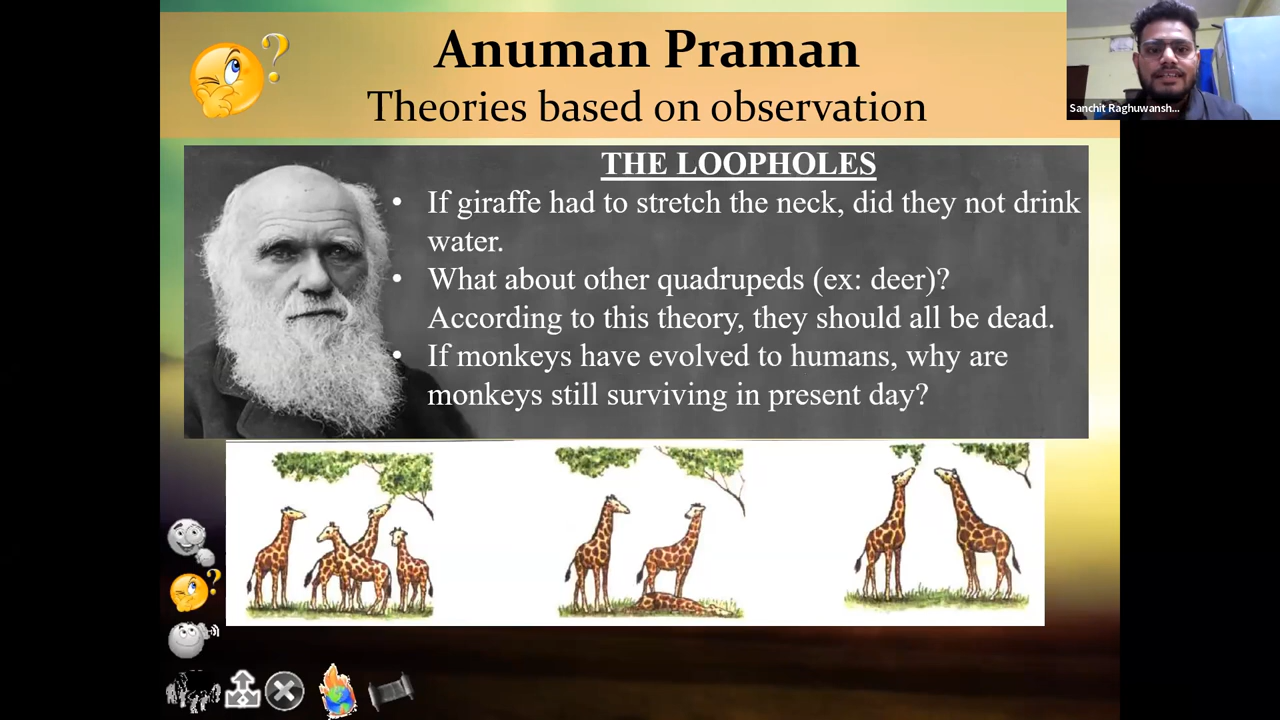 Anuman Praman
Theories based on observation
Sanchit Raghuwansh...
THE LOOPHOLES
• If giraffe had to stretch the neck, did they not drink
water.
• What about other quadrupeds (ex: deer)?
According to this theory, they should all be dead.
• If monkeys have evolved to humans, why are
monkeys still surviving in present day?